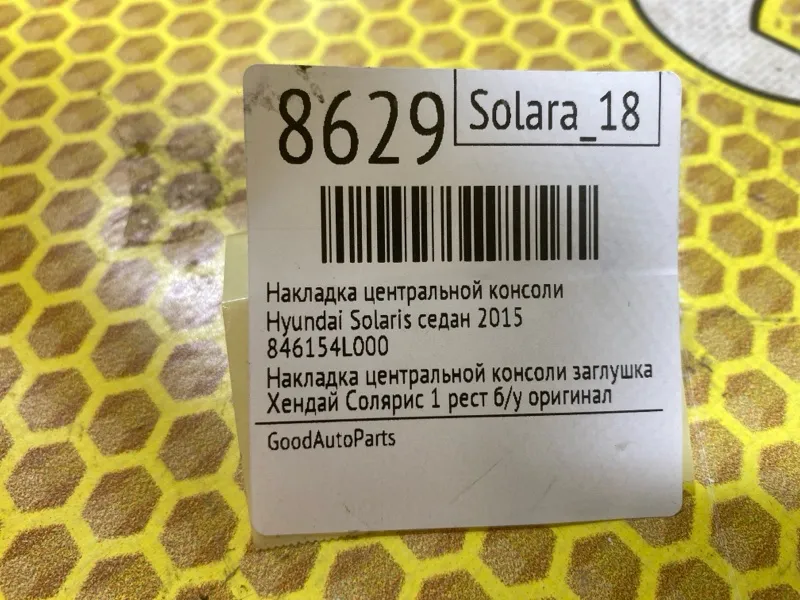 8629
Solara_18
Накладка центральной консоли
Hyundai Solaris седан 2015
846154L000
Накладка центральной консоли заглушка
Хендай Солярис 1 рест б/у оригинал
GoodAutoParts